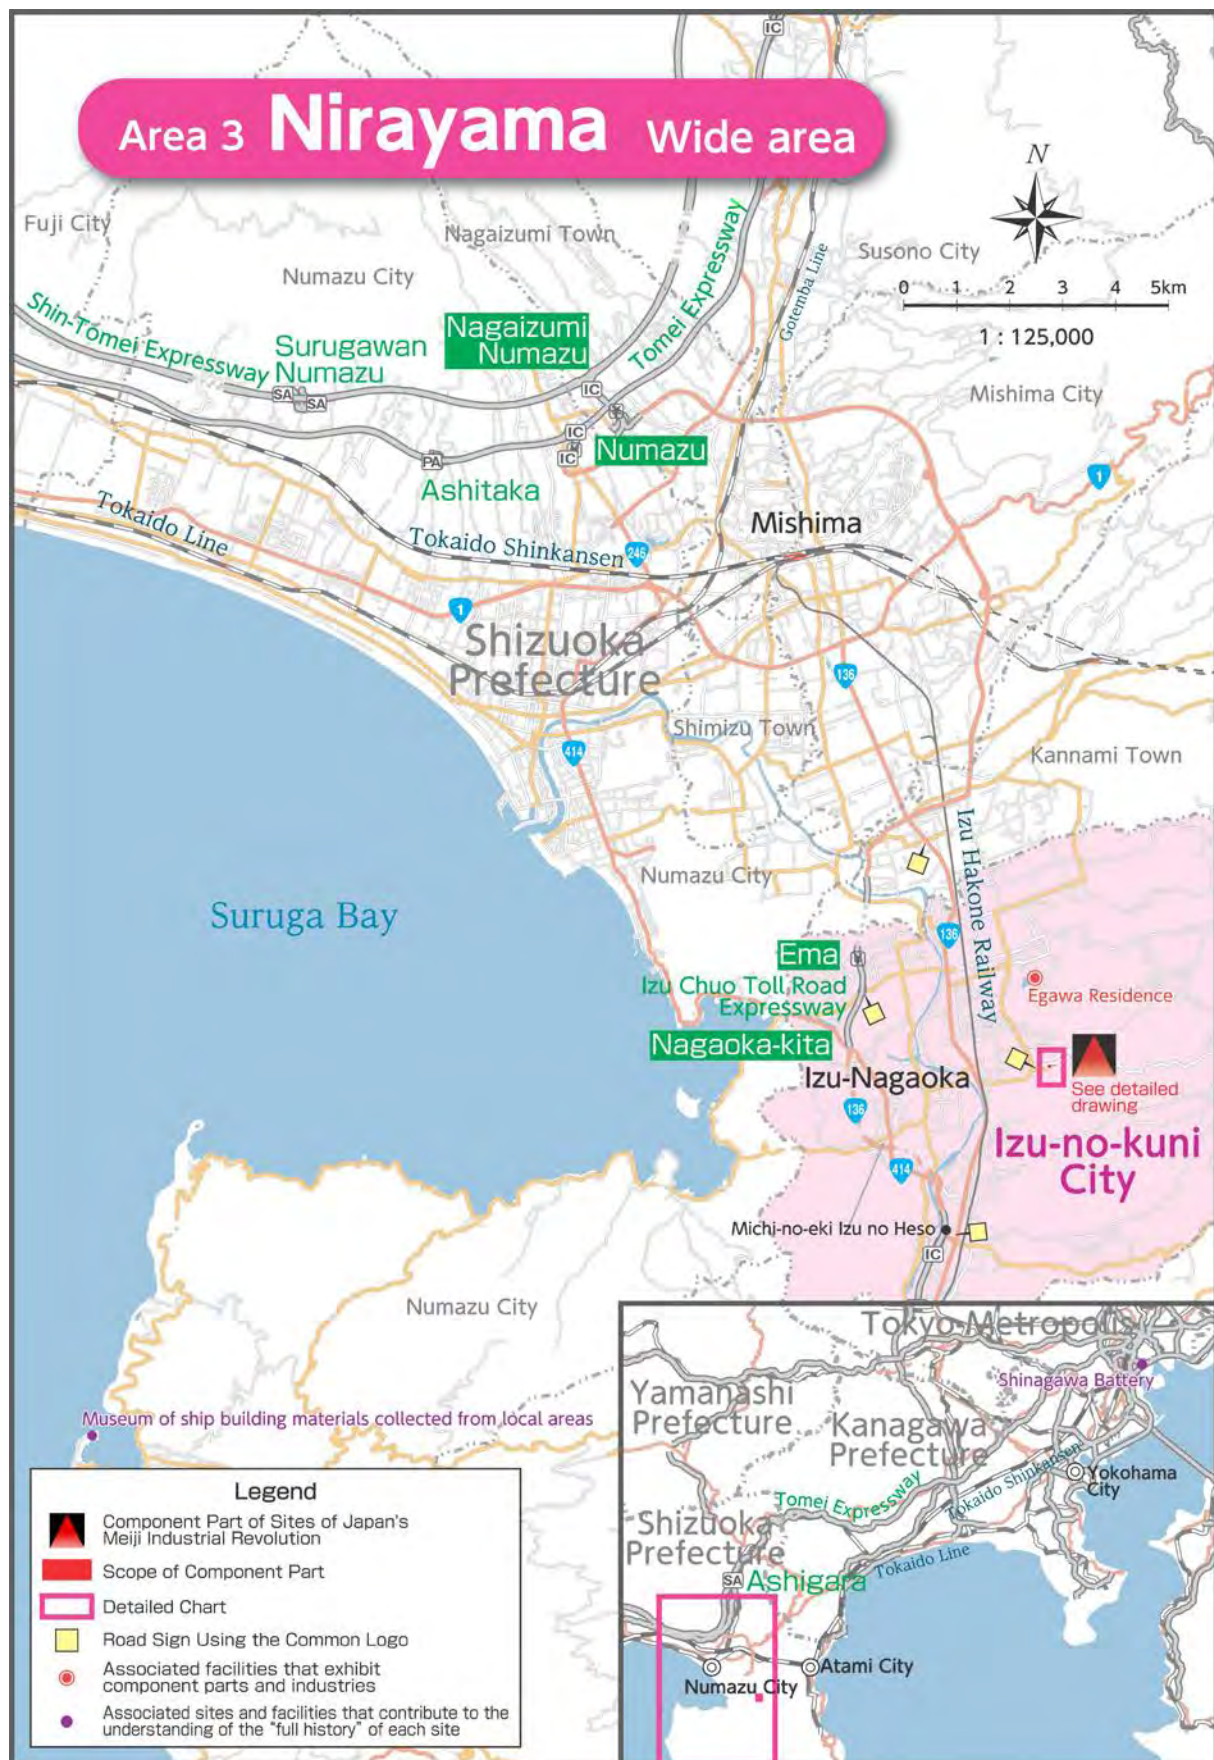 IC
Area 3 Nirayama Wide area
N
Fuji City
Nagaizumi Town
Susono City
Numazu City
Gotemba Line
Tomei Expressway
0 1 2 3 4 5km
1 : 125,000
Shin-Tomei Expressway
Surugawan
Numazu
Nagaizumi
Numazu
SA
SA
IC
Mishima City
IC
IC
Numazu
PA
Ashitaka
1
Tokaido Line
Tokaido Shinkansen
246
Mishima
1
Shizuoka
Prefecture
136
414
Shimizu Town
Kannami Town
Izu Hakone Railway
Numazu City
Suruga Bay
136
Ema
Izu Chuo Toll Road
Expressway
Egawa Residence
Nagaoka-kita
Izu-Nagaoka
See detailed
drawing
136
Izu-no-kuni
City
414
Michi-no-eki Izu no Heso
IC
Numazu City
Museum of ship building materials collected from local areas
Legend
Component Part of Sites of Japan's
Meiji Industrial Revolution
Scope of Component Part
Detailed Chart
Road Sign Using the Common Logo
Associated facilities that exhibit
component parts and industries
Associated sites and facilities that contribute to the
understanding of the "full history" of each site
Tokyo Metropolis
Shinagawa Battery
Yamanashi
Prefecture
Kanagawa
Prefecture
Yokohama
City
Tokaido Shinkansen
Tomei Expressway
Shizuoka
Prefecture
Tokaido Line
SA
Ashigara
Atami City
Numazu City